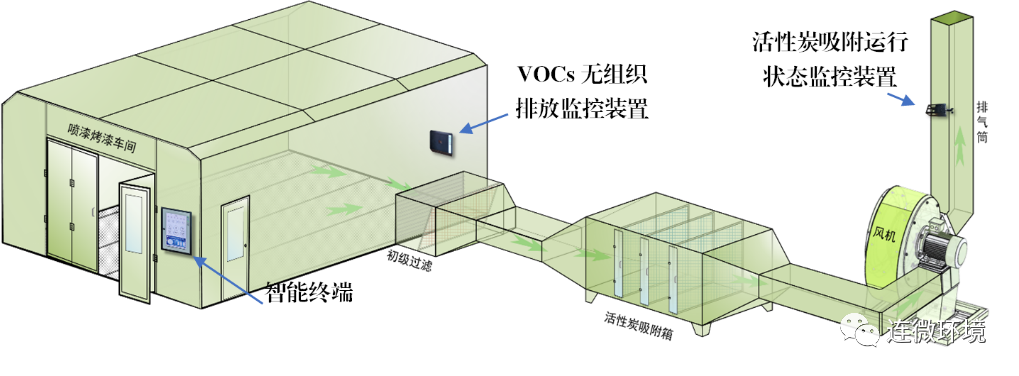 VOCs 无组织
排放监控装置
活性炭吸附运行
状态监控装置
喷漆烤漆车间
排气筒
风机
初级过滤
智能终端
活性炭吸附箱
连微环境